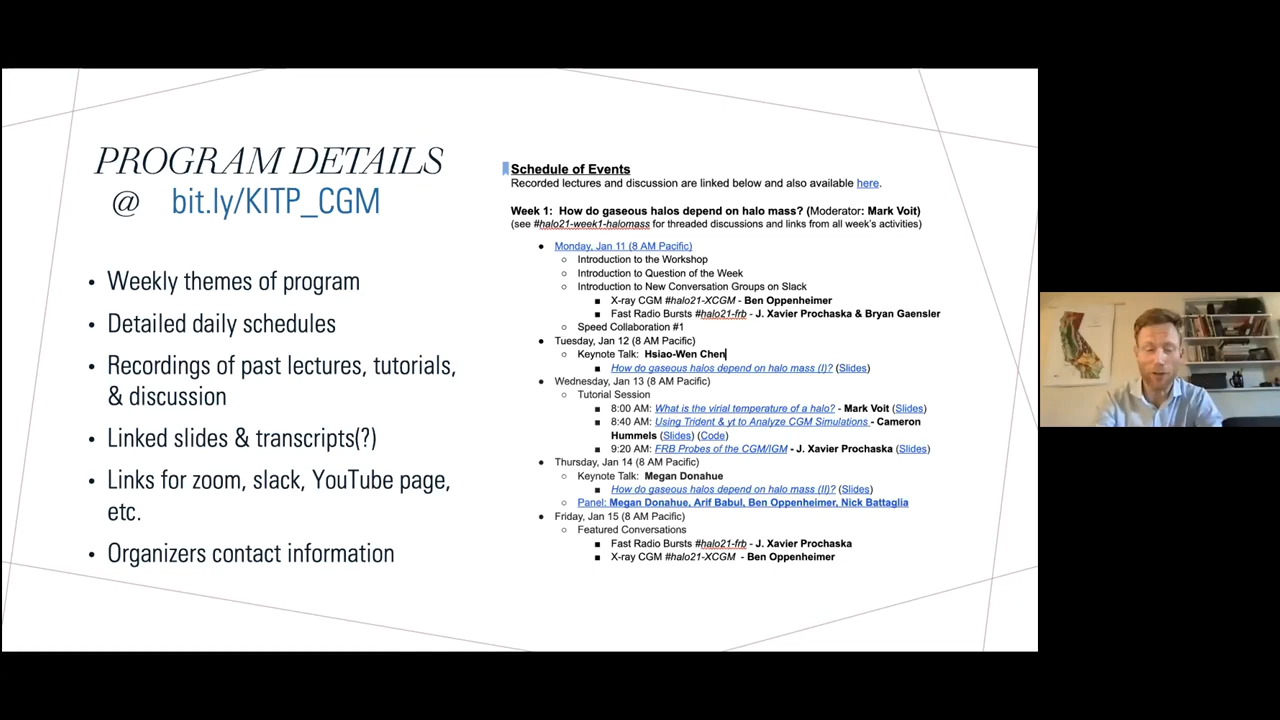 PROGRAM DETAILS
@ bit.ly/KITP_CGM
• Weekly themes of program
• Detailed daily schedules
• Recordings of past lectures, tutorials,
& discussion
• Linked slides & transcripts(?)
• Links for zoom, slack, YouTube page,
etc.
• Organizers contact information
Schedule of Events
Recorded lectures and discussion are linked below and also available here.
Week 1: How do gaseous halos depend on halo mass? (Moderator: Mark Voit)
(see #halo21-week1-halomass for threaded discussions and links from all week's activities)
● Monday, Jan 11 (8 AM Pacific)
○ Introduction to the Workshop
○ Introduction to Question of the Week
○ Introduction to New Conversation Groups on Slack
■ X-ray CGM #halo21-XCGM - Ben Oppenheimer
■ Fast Radio Bursts #halo21-frb - J. Xavier Prochaska & Bryan Gaensler
○ Speed Collaboration #1
● Tuesday, Jan 12 (8 AM Pacific)
○ Keynote Talk: Hsiao-Wen Chen
■ How do gaseous halos depend on halo mass (I)? (Slides)
● Wednesday, Jan 13 (8 AM Pacific)
○ Tutorial Session
■ 8:00 AM: What is the virial temperature of a halo? - Mark Voit (Slides)
■ 8:40 AM: Using Trident & yt to Analyze CGM Simulations - Cameron
Hummels (Slides) (Code)
■ 9:20 AM: FRB Probes of the CGM/IGM - J. Xavier Prochaska (Slides)
● Thursday, Jan 14 (8 AM Pacific)
○ Keynote Talk: Megan Donahue
■ How do gaseous halos depend on halo mass (II)? (Slides)
○ Panel: Megan Donahue, Arif Babul, Ben Oppenheimer, Nick Battaglia
● Friday, Jan 15 (8 AM Pacific)
○ Featured Conversations
■ Fast Radio Bursts #halo21-frb - J. Xavier Prochaska
■ X-ray CGM #halo21-XCGM - Ben Oppenheimer